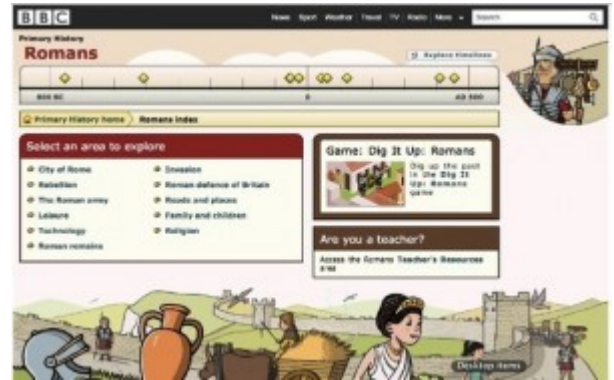 BBC
News Sport Weather Travel TV Radio More Search
Primary History
Romans
Explore timelines
800 BC 0 AD 500
Primary History home Romans index
Select an area to explore
City of Rome
Rebellion
The Roman army
Leisure
Technology
Roman remains
Invasion
Roman defence of Britain
Roads and places
Family and children
Religion
Game: Dig It Up: Romans
Dig up the past
in the Dig It
Up: Romans
game
Are you a teacher?
Access the Romans Teacher's Resources
area
Desktop items